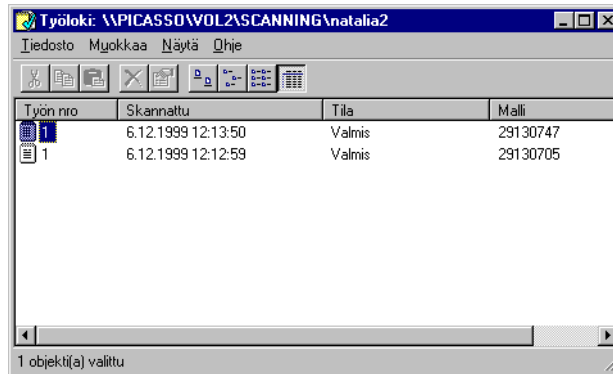 Työloki: \\PICASSO\VOL2\SCANNING\natalia2
Tiedosto Muokkaa Näytä Ohje
Työn nro Skannattu Tila Malli
1 6.12.1999 12:13:50 Valmis 29130747
1 6.12.1999 12:12:59 Valmis 29130705
1 objekti(a) valittu